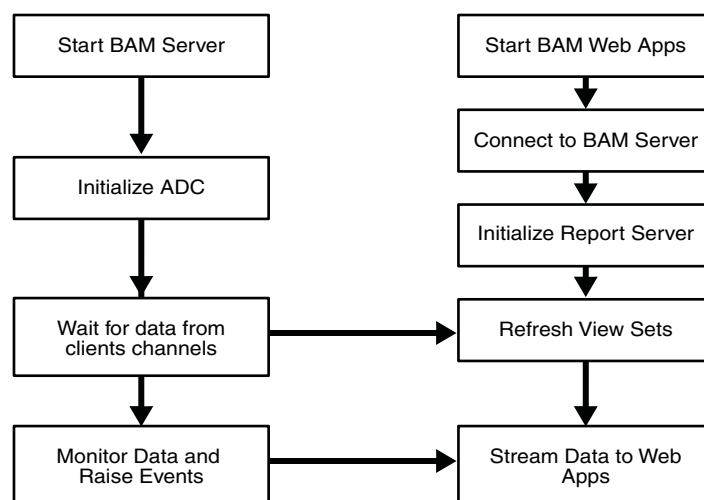 Start BAM Server
Initialize ADC
Wait for data from
clients channels
Monitor Data and
Raise Events
Start BAM Web Apps
Connect to BAM Server
Initialize Report Server
Refresh View Sets
Stream Data to Web
Apps